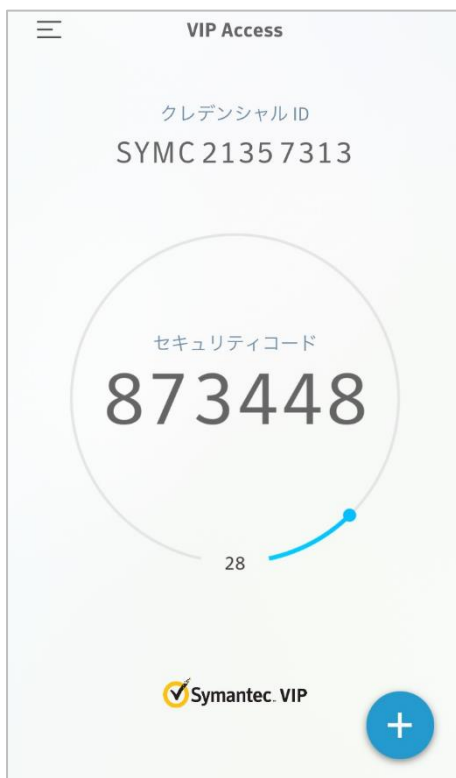 VIP Access
クレデンシャル ID
SYMC 2135 7313
セキュリティコード
873448
28
Symantec. VIP
+